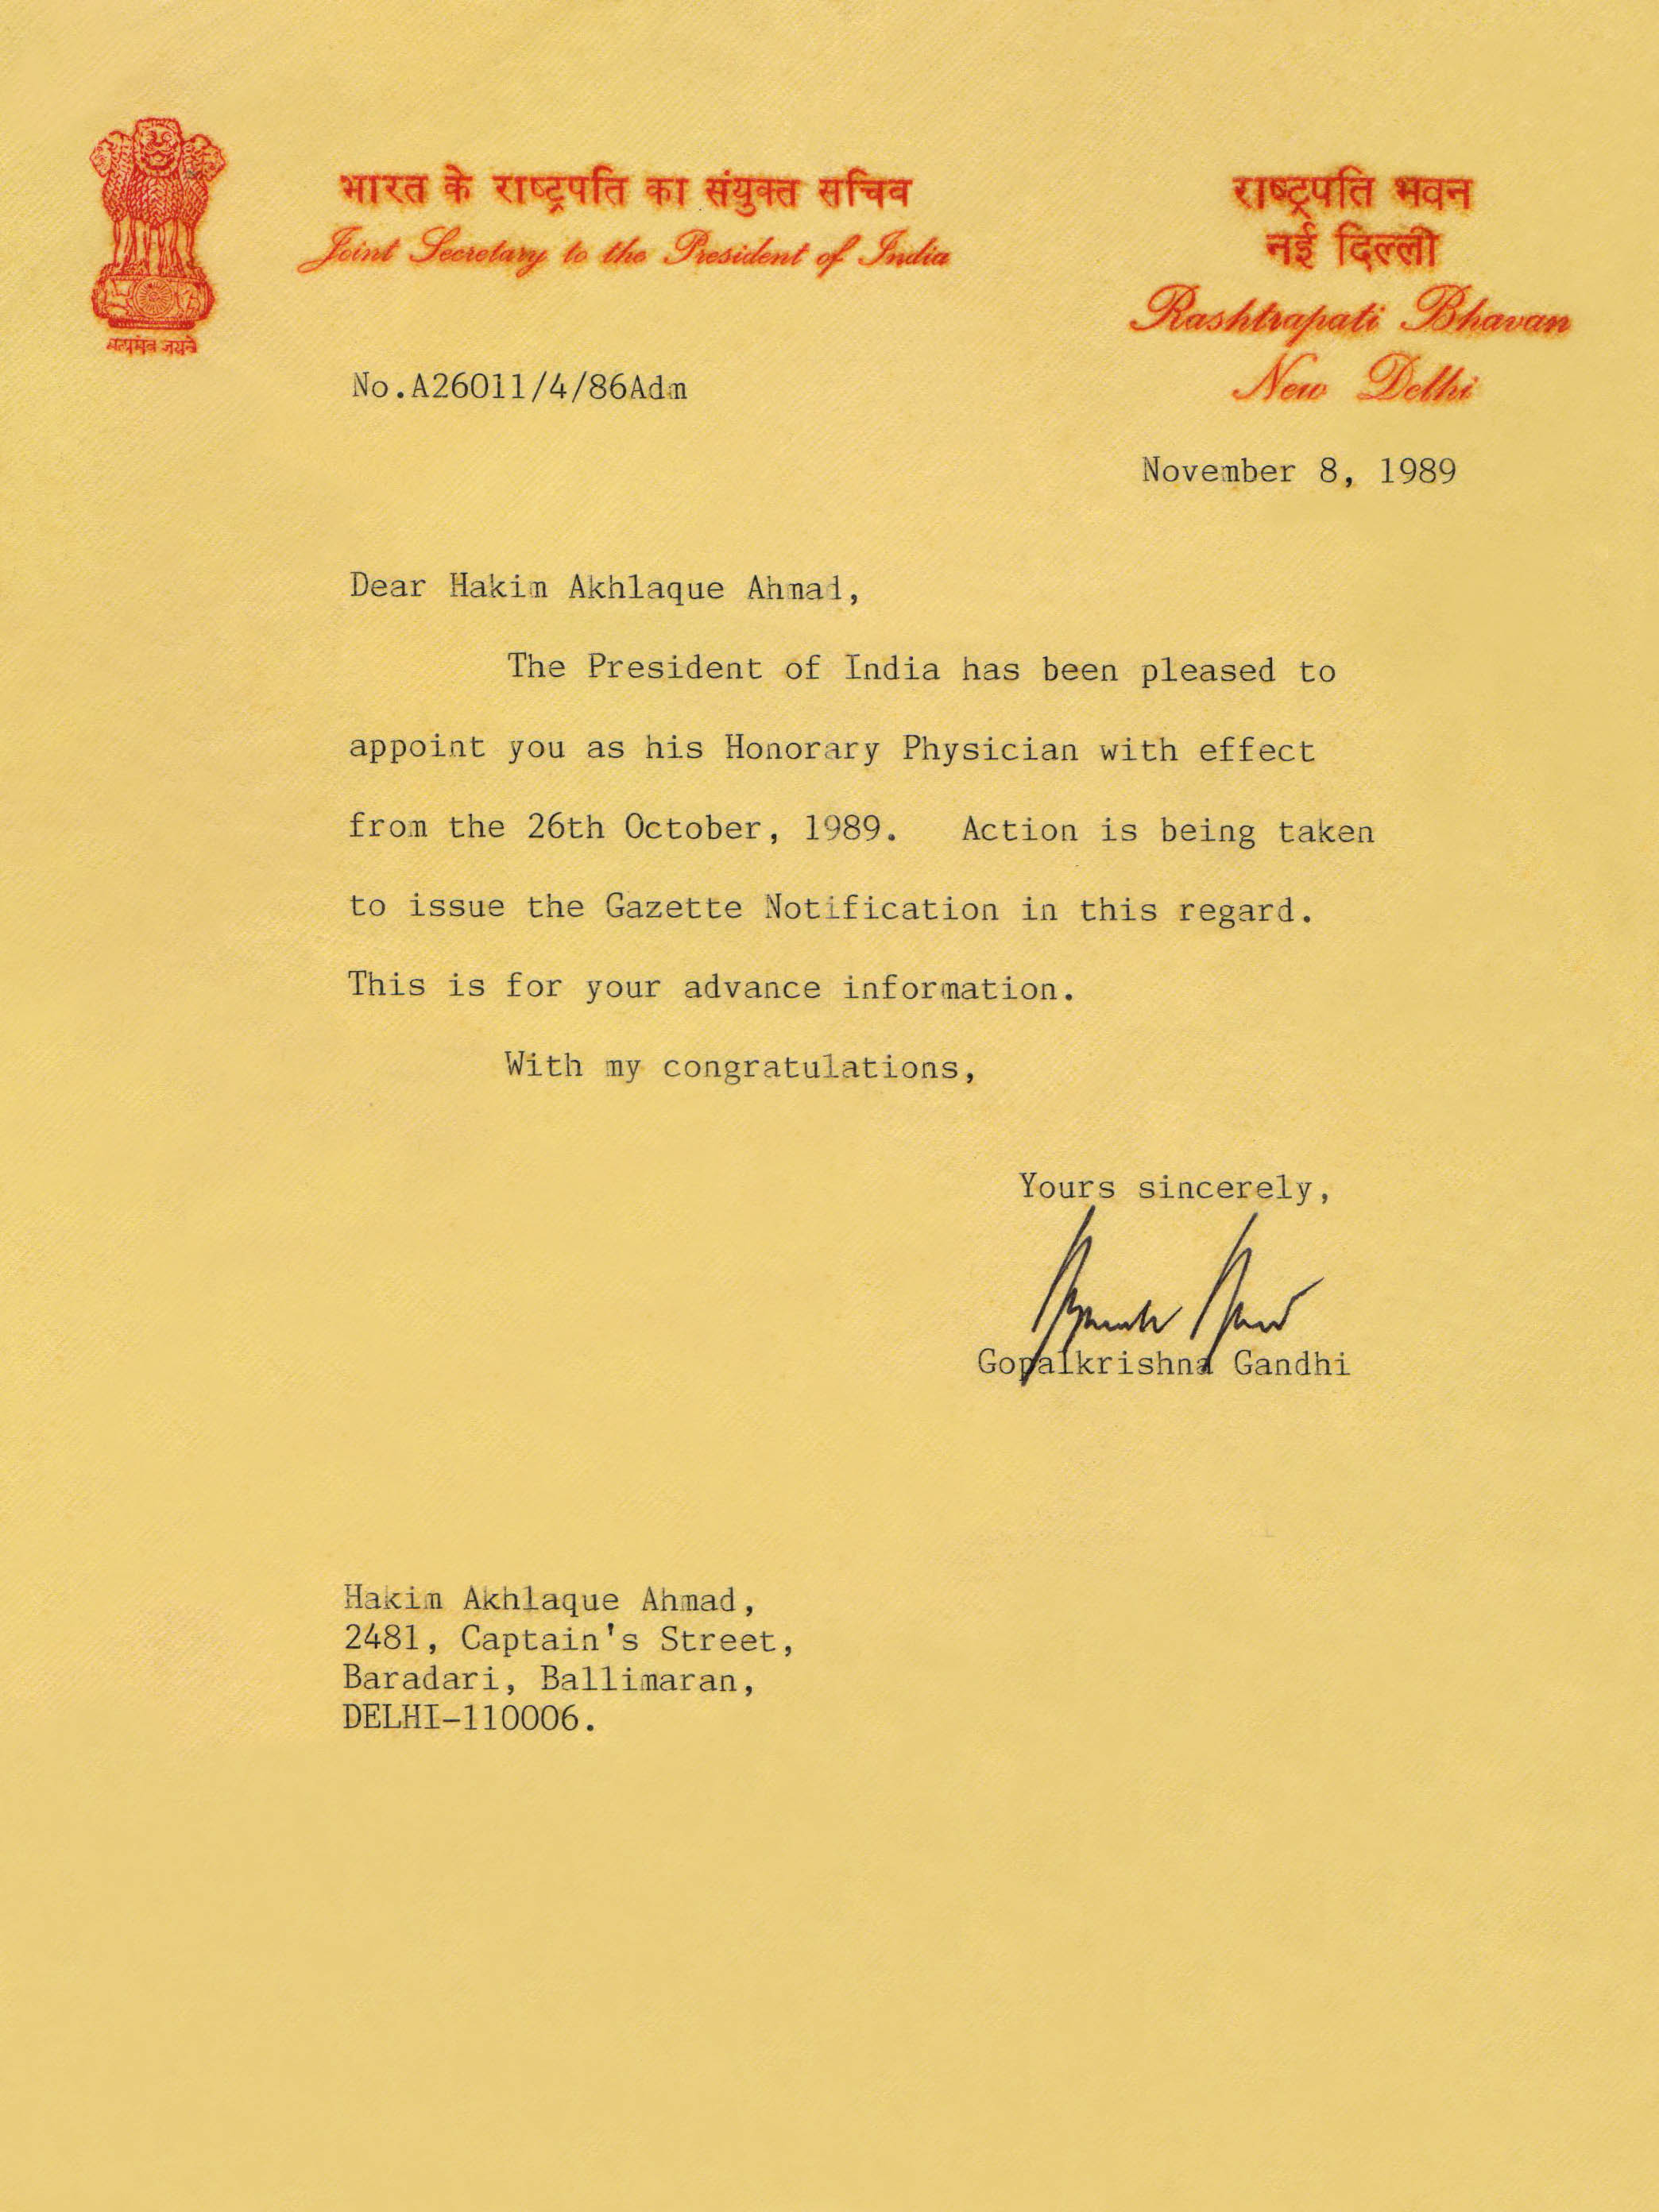 भारत के राष्ट्रपति का संयुक्त सचिव
Joint Secretary to the President of India
राष्ट्रपति भवन
नई दिल्ली
Rashtrapati Bhavan
New Delhi
सत्यमेव जयते
No.A26011/4/86Adm
November 8, 1989
Dear Hakim Akhlaque Ahmad,
The President of India has been pleased to
appoint you as his Honorary Physician with effect
from the 26th October, 1989. Action is being taken
to issue the Gazette Notification in this regard.
This is for your advance information.
With my congratulations,
Yours sincerely,
Gopalkrishna Gandhi
Hakim Akhlaque Ahmad,
2481, Captain's Street,
Baradari, Ballimaran,
DELHI-110006.